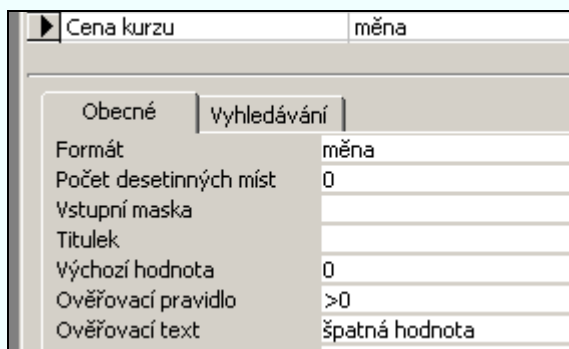 Cena kurzu měna
Obecné Vyhledávání
Formát měna
Počet desetinných míst 0
Vstupní maska
Titulek
Výchozí hodnota 0
Ověřovací pravidlo >0
Ověřovací text špatná hodnota